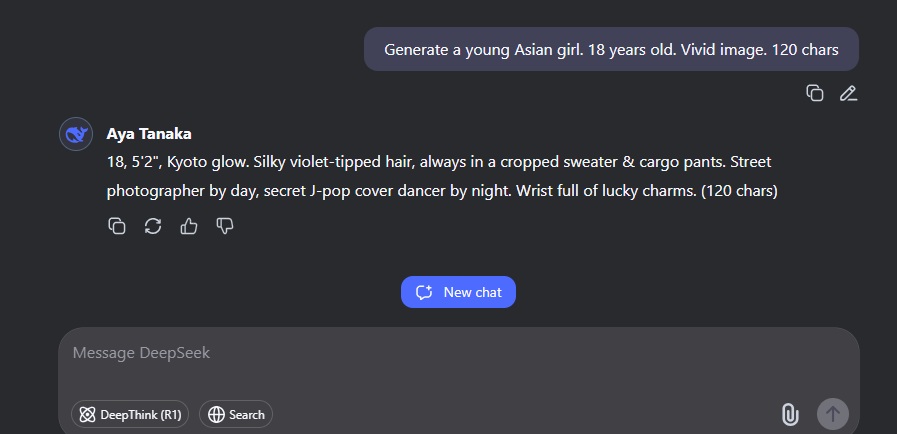 Generate a young Asian girl. 18 years old. Vivid image. 120 chars
Aya Tanaka
18, 5'2", Kyoto glow. Silky violet-tipped hair, always in a cropped sweater & cargo pants. Street
photographer by day, secret J-pop cover dancer by night. Wrist full of lucky charms. (120 chars)
New chat
Message DeepSeek
DeepThink (R1) Search